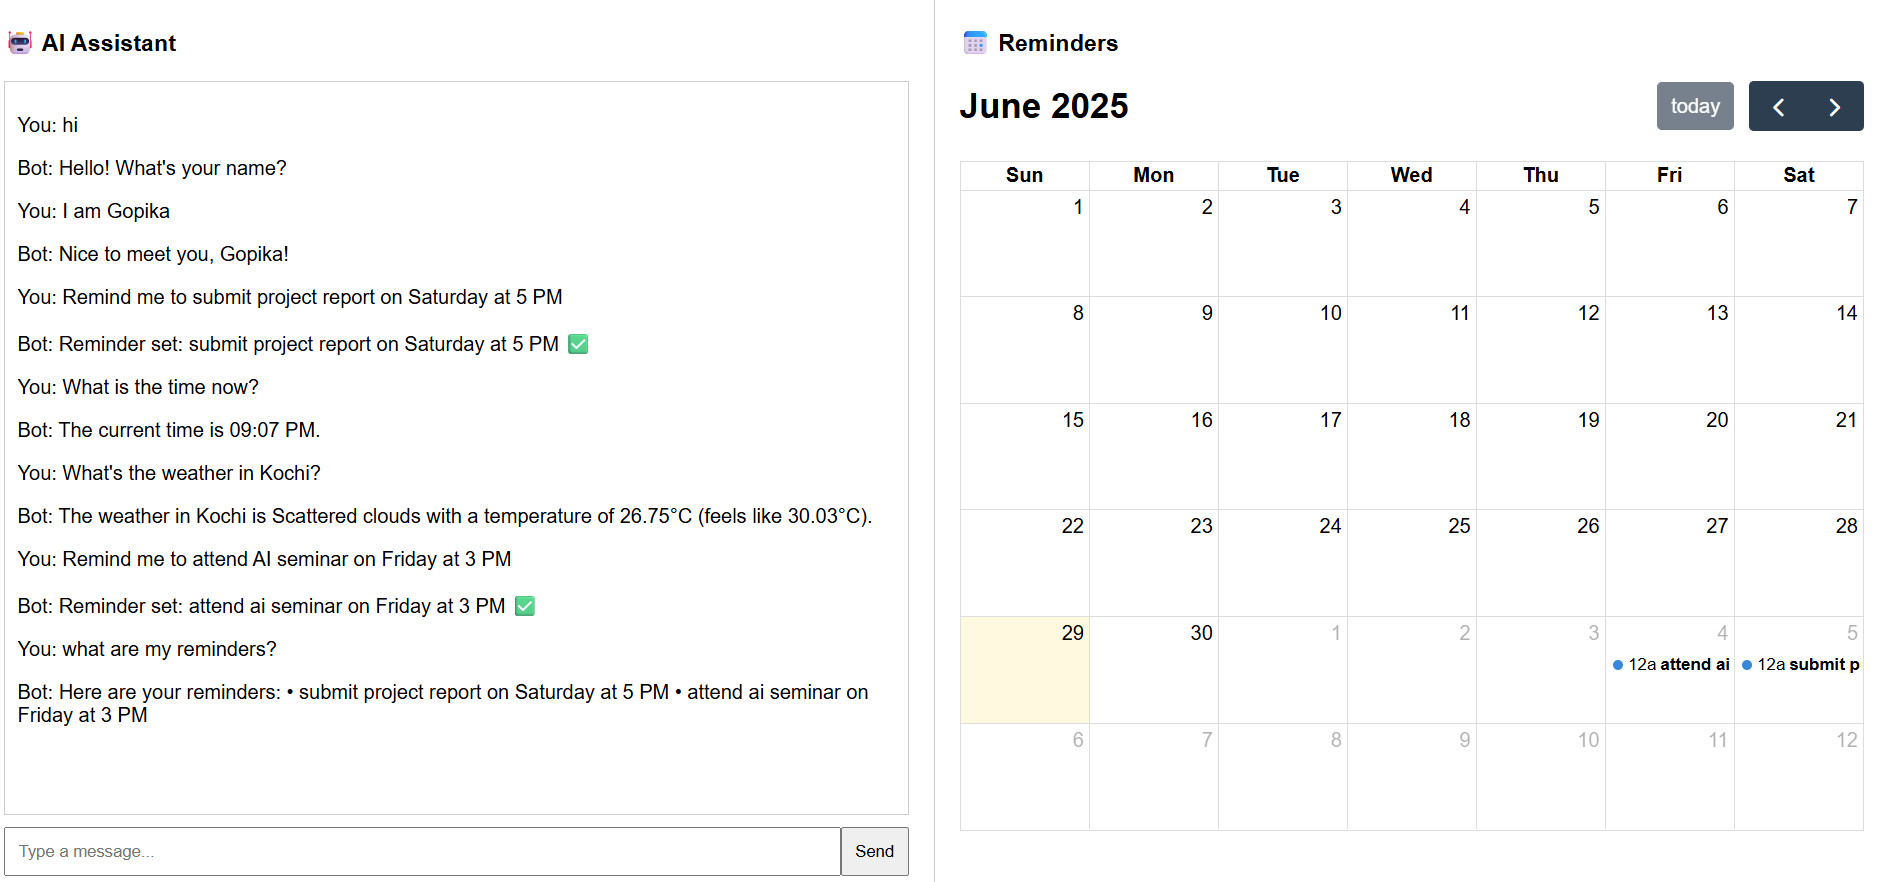 AI Assistant
You: hi
Bot: Hello! What's your name?
You: I am Gopika
Bot: Nice to meet you, Gopika!
You: Remind me to submit project report on Saturday at 5 PM
Bot: Reminder set: submit project report on Saturday at 5 PM ✅
You: What is the time now?
Bot: The current time is 09:07 PM.
You: What's the weather in Kochi?
Bot: The weather in Kochi is Scattered clouds with a temperature of 26.75°C (feels like 30.03°C).
You: Remind me to attend AI seminar on Friday at 3 PM
Bot: Reminder set: attend ai seminar on Friday at 3 PM ✅
You: what are my reminders?
Bot: Here are your reminders: • submit project report on Saturday at 5 PM • attend ai seminar on
Friday at 3 PM
Type a message...
Send
Reminders
June 2025
today
Sun Mon Tue Wed Thu Fri Sat
1 2 3 4 5 6 7
8 9 10 11 12 13 14
15 16 17 18 19 20 21
22 23 24 25 26 27 28
29 30 1 2 3 4 5
12a attend ai 12a submit p
6 7 8 9 10 11 12